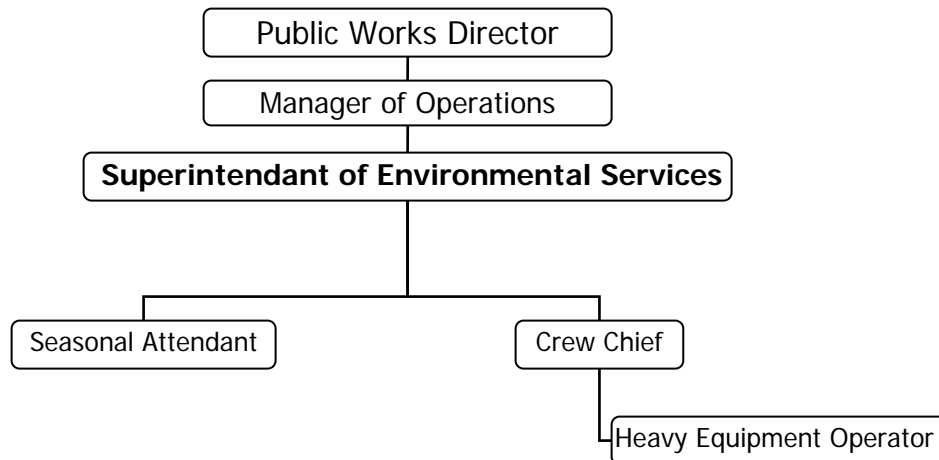 Public Works Director
Manager of Operations
Superintendant of Environmental Services
Seasonal Attendant
Crew Chief
Heavy Equipment Operator